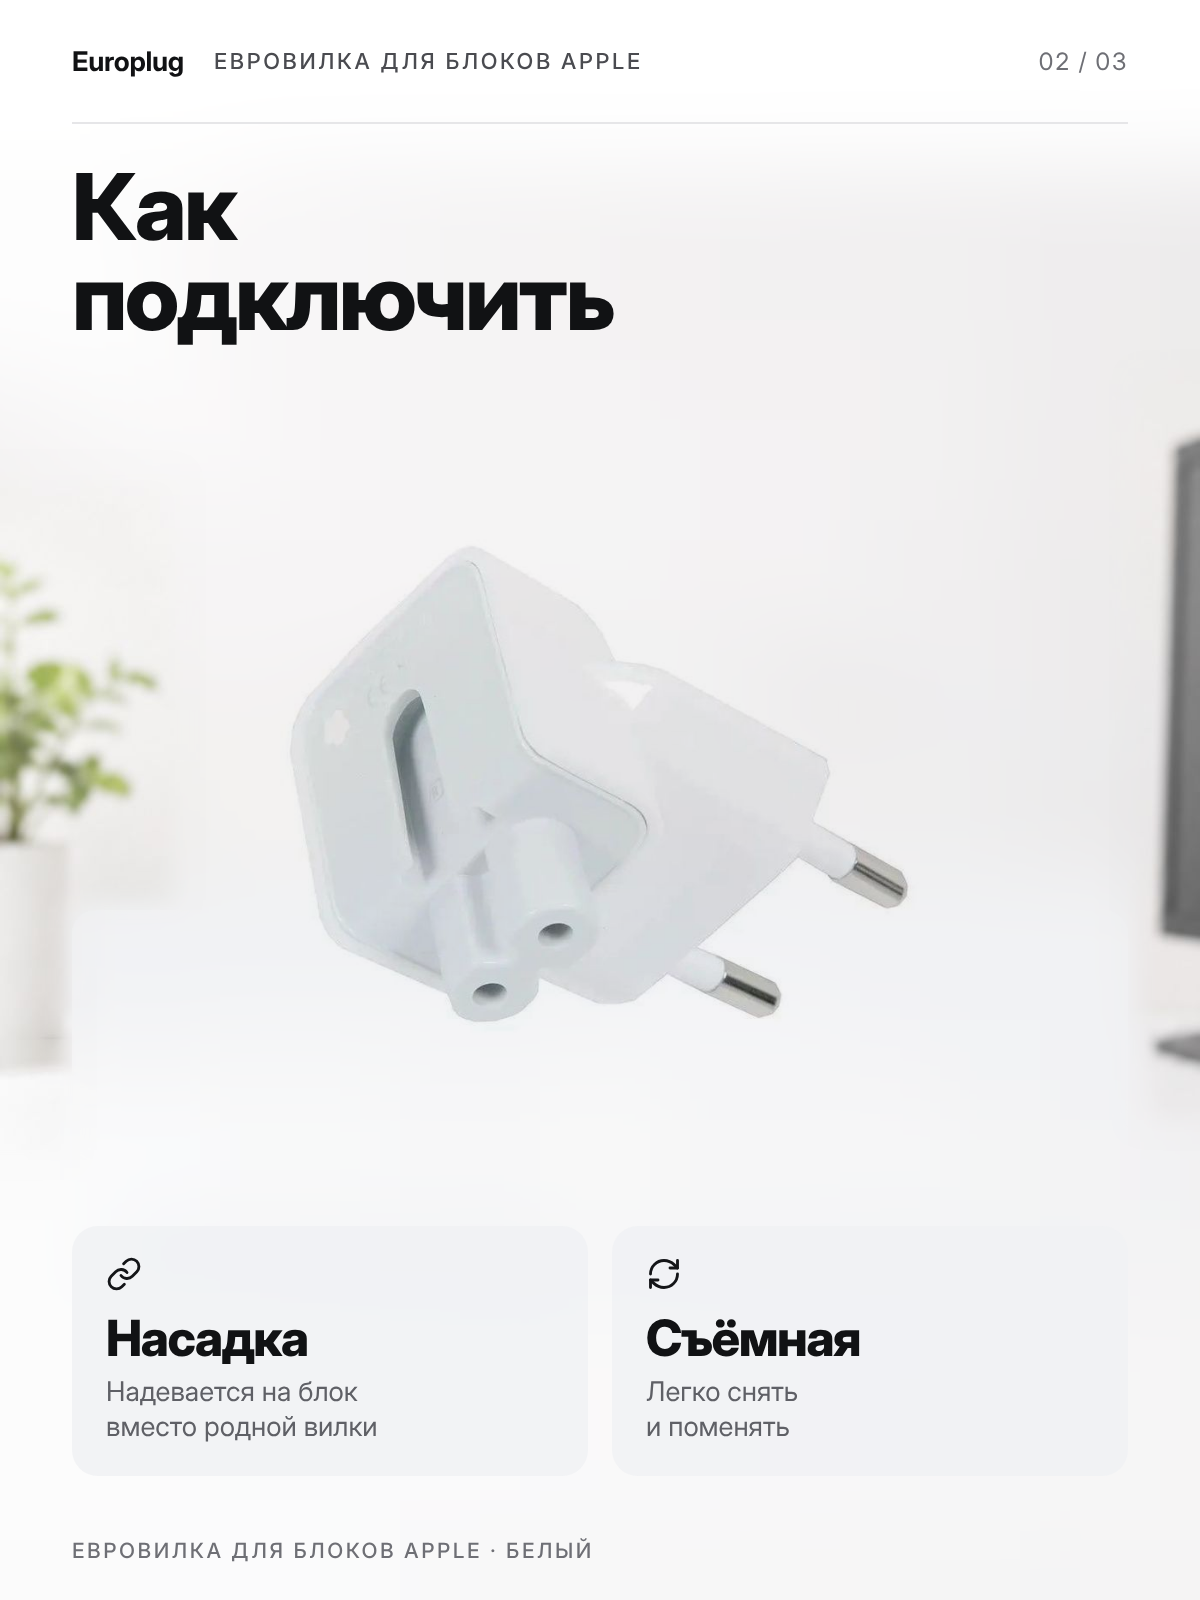 Europlug ЕВРОВИЛКА ДЛЯ БЛОКОВ APPLE 02 / 03
Как
подключить
Насадка
Надевается на блок
вместо родной вилки
Съёмная
Легко снять
и поменять
ЕВРОВИЛКА ДЛЯ БЛОКОВ APPLE · БЕЛЫЙ